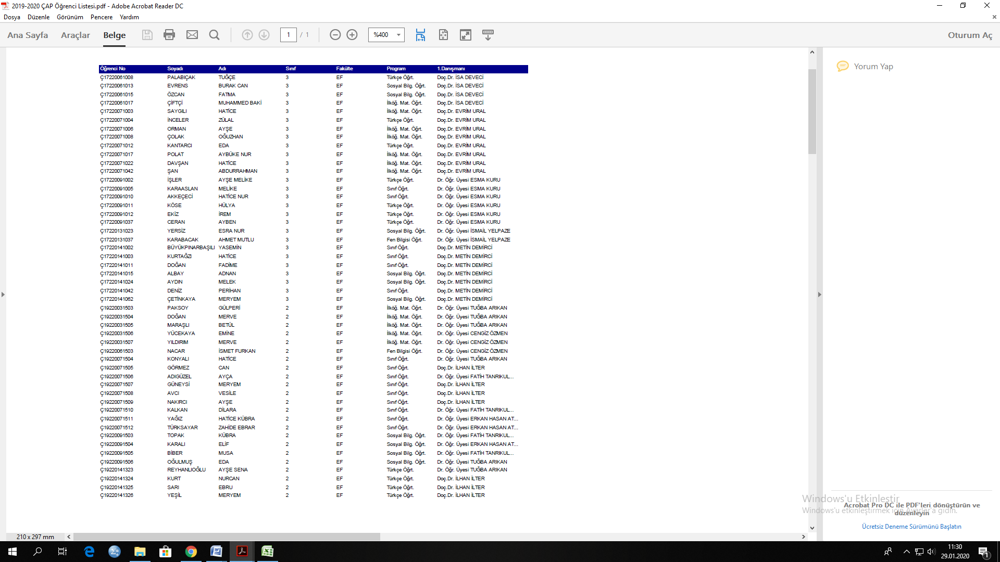 2019-2020 ÇAP Öğrenci Listesi.pdf - Adobe Acrobat Reader DC
Dosya Düzenle Görünüm Pencere Yardım
Ana Sayfa Araçlar Belge 1 / 1 %400 Oturum Aç
Yorum Yap
Öğrenci No Soyadı Adı Sınıf Fakülte Program 1.Danışmanı
Ç17220061008 PALABIÇAK TUĞÇE 3 EF Türkçe Öğrt. Doç.Dr. İSA DEVECİ
Ç17220061013 EVRENS BURAK CAN 3 EF Sosyal Bilg. Öğrt. Doç.Dr. İSA DEVECİ
Ç17220061015 ÖZCAN FATMA 3 EF Sosyal Bilg. Öğrt. Doç.Dr. İSA DEVECİ
Ç17220061017 ÇİFTÇİ MUHAMMED BAKİ 3 EF İlköğ. Mat. Öğrt. Doç.Dr. İSA DEVECİ
Ç17220071003 SAYGILI HATİCE 3 EF İlköğ. Mat. Öğrt. Doç.Dr. EVRİM URAL
Ç17220071004 İNCELER ZÜLAL 3 EF Türkçe Öğrt. Doç.Dr. EVRİM URAL
Ç17220071006 ORMAN AYŞE 3 EF İlköğ. Mat. Öğrt. Doç.Dr. EVRİM URAL
Ç17220071008 ÇOLAK OĞUZHAN 3 EF İlköğ. Mat. Öğrt. Doç.Dr. EVRİM URAL
Ç17220071012 KANTARCI EDA 3 EF Türkçe Öğrt. Doç.Dr. EVRİM URAL
Ç17220071017 POLAT AYBÜKE NUR 3 EF İlköğ. Mat. Öğrt. Doç.Dr. EVRİM URAL
Ç17220071022 DAVŞAN HATİCE 3 EF İlköğ. Mat. Öğrt. Doç.Dr. EVRİM URAL
Ç17220071042 ŞAN ABDURRAHMAN 3 EF İlköğ. Mat. Öğrt. Doç.Dr. EVRİM URAL
Ç17220091002 İŞLER AYŞE MELİKE 3 EF Türkçe Öğrt. Dr. Öğr. Üyesi ESMA KURU
Ç17220091005 KARAASLAN MELİKE 3 EF Sınıf Öğrt. Dr. Öğr. Üyesi ESMA KURU
Ç17220091010 AKKEÇECİ HATİCE NUR 3 EF Sınıf Öğrt. Dr. Öğr. Üyesi ESMA KURU
Ç17220091011 KÖSE HÜLYA 3 EF Türkçe Öğrt. Dr. Öğr. Üyesi ESMA KURU
Ç17220091012 EKİZ İREM 3 EF Türkçe Öğrt. Dr. Öğr. Üyesi ESMA KURU
Ç17220091037 CERAN AYBEN 3 EF Türkçe Öğrt. Dr. Öğr. Üyesi ESMA KURU
Ç17220131023 YERSİZ ESRA NUR 3 EF Sosyal Bilg. Öğrt. Dr. Öğr. Üyesi İSMAİL YELPAZE
Ç17220131037 KARABACAK AHMET MUTLU 3 EF Fen Bilgisi Öğrt. Dr. Öğr. Üyesi İSMAİL YELPAZE
Ç17220141002 BÜYÜKPINARBAŞILI YASEMİN 3 EF Sınıf Öğrt. Doç.Dr. METİN DEMİRCİ
Ç17220141003 KURTAĞZI HATİCE 3 EF Sınıf Öğrt. Doç.Dr. METİN DEMİRCİ
Ç17220141011 DOĞAN FADİME 3 EF Sınıf Öğrt. Doç.Dr. METİN DEMİRCİ
Ç17220141015 ALBAY ADNAN 3 EF Sosyal Bilg. Öğrt. Doç.Dr. METİN DEMİRCİ
Ç17220141024 AYDIN MELEK 3 EF Sosyal Bilg. Öğrt. Doç.Dr. METİN DEMİRCİ
Ç17220141042 DENİZ PERİHAN 3 EF Sınıf Öğrt. Doç.Dr. METİN DEMİRCİ
Ç17220141062 ÇETİNKAYA MERYEM 3 EF Sosyal Bilg. Öğrt. Doç.Dr. METİN DEMİRCİ
Ç19220031503 PAKSOY GÜLPERİ 2 EF İlköğ. Mat. Öğrt. Dr. Öğr. Üyesi TUĞBA ARIKAN
Ç19220031504 DOĞAN MERVE 2 EF İlköğ. Mat. Öğrt. Dr. Öğr. Üyesi TUĞBA ARIKAN
Ç19220031505 MARAŞLI BETÜL 2 EF İlköğ. Mat. Öğrt. Dr. Öğr. Üyesi TUĞBA ARIKAN
Ç19220031506 YÜCEKAYA EMİNE 2 EF İlköğ. Mat. Öğrt. Dr. Öğr. Üyesi CENGİZ ÖZMEN
Ç19220031507 YILDIRIM MERVE 2 EF İlköğ. Mat. Öğrt. Dr. Öğr. Üyesi CENGİZ ÖZMEN
Ç19220061503 NACAR İSMET FURKAN 2 EF Fen Bilgisi Öğrt. Dr. Öğr. Üyesi CENGİZ ÖZMEN
Ç19220071504 KONYALI HATİCE 2 EF Sınıf Öğrt. Dr. Öğr. Üyesi TUĞBA ARIKAN
Ç19220071505 GÖRMEZ CAN 2 EF Sınıf Öğrt. Doç.Dr. İLHAN İLTER
Ç19220071506 ADIGÜZEL AYÇA 2 EF Sınıf Öğrt. Dr. Öğr. Üyesi FATİH TANRIKUL...
Ç19220071507 GÜNEYSİ MERYEM 2 EF Sınıf Öğrt. Doç.Dr. İLHAN İLTER
Ç19220071508 AVCI VESİLE 2 EF Sınıf Öğrt. Doç.Dr. İLHAN İLTER
Ç19220071509 NAKIRCI AYŞE 2 EF Sınıf Öğrt. Doç.Dr. İLHAN İLTER
Ç19220071510 KALKAN DİLARA 2 EF Sınıf Öğrt. Dr. Öğr. Üyesi FATİH TANRIKUL...
Ç19220071511 YAĞIZ HATİCE KÜBRA 2 EF Sınıf Öğrt. Dr. Öğr. Üyesi ERKAN HASAN AT...
Ç19220071512 TÜRKSAYAR ZAHİDE EBRAR 2 EF Sınıf Öğrt. Dr. Öğr. Üyesi ERKAN HASAN AT...
Ç19220091503 TOPAK KÜBRA 2 EF Sosyal Bilg. Öğrt. Dr. Öğr. Üyesi FATİH TANRIKUL...
Ç19220091504 KARALI ELİF 2 EF Sosyal Bilg. Öğrt. Dr. Öğr. Üyesi ERKAN HASAN AT...
Ç19220091505 BİBER MUSA 2 EF Sosyal Bilg. Öğrt. Dr. Öğr. Üyesi FATİH TANRIKUL...
Ç19220091506 OĞULMUŞ EDA 2 EF Sosyal Bilg. Öğrt. Dr. Öğr. Üyesi TUĞBA ARIKAN
Ç19220141323 REYHANLIOĞLU AYŞE SENA 2 EF Türkçe Öğrt. Dr. Öğr. Üyesi TUĞBA ARIKAN
Ç19220141324 KURT NURCAN 2 EF Türkçe Öğrt. Doç.Dr. İLHAN İLTER
Ç19220141325 SARI EBRU 2 EF Türkçe Öğrt. Doç.Dr. İLHAN İLTER
Ç19220141326 YEŞİL MERYEM 2 EF Türkçe Öğrt. Doç.Dr. İLHAN İLTER
Windows'u Etkinleştir
Acrobat Pro DC ile PDF'leri dönüştürün ve
Windows'u etkinleştirmek için Ayarlar'a gidin.
düzenleyin
Ücretsiz Deneme Sürümünü Başlatın
210 x 297 mm
11:30
29.01.2020
1